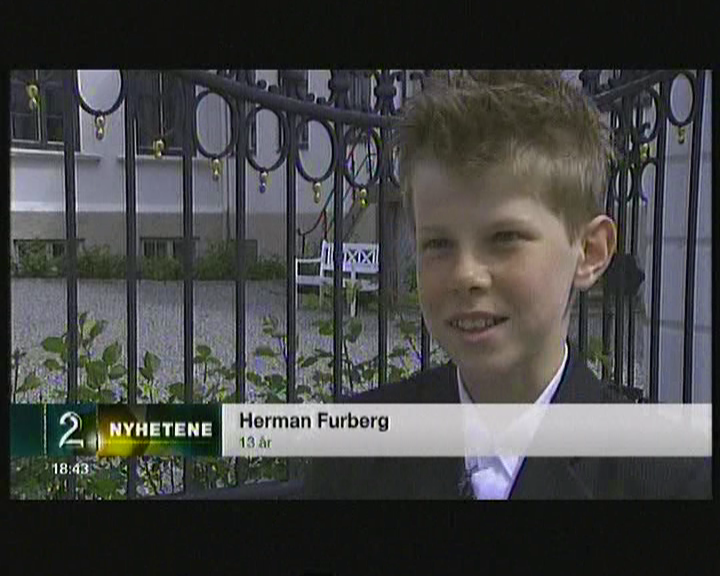 Herman Furberg
2 NYHETENE
13 år
18:43